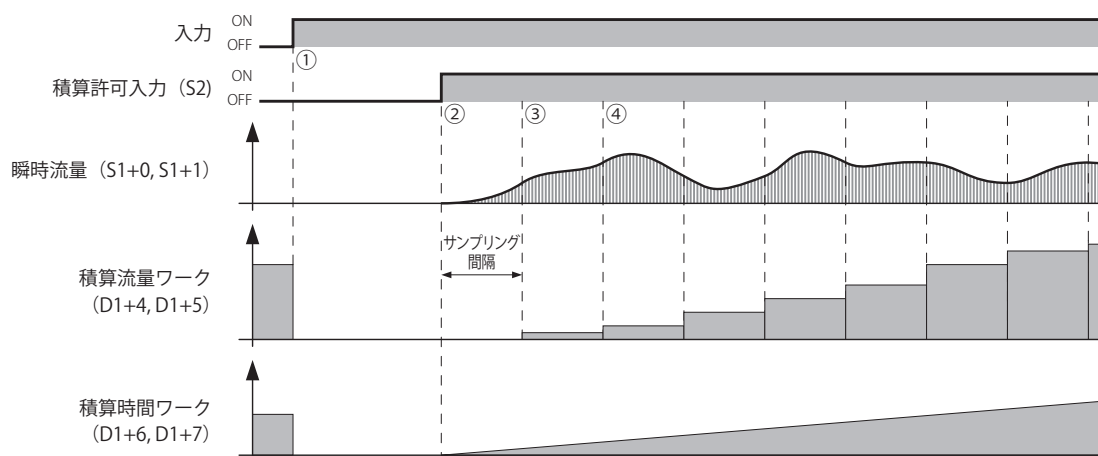 入力
ON
OFF
①
積算許可入力（S2)
ON
OFF
②
③
④
瞬時流量（S1+0, S1+1）
サンプリング
間隔
積算流量ワーク
（D1+4, D1+5）
積算時間ワーク
（D1+6, D1+7）